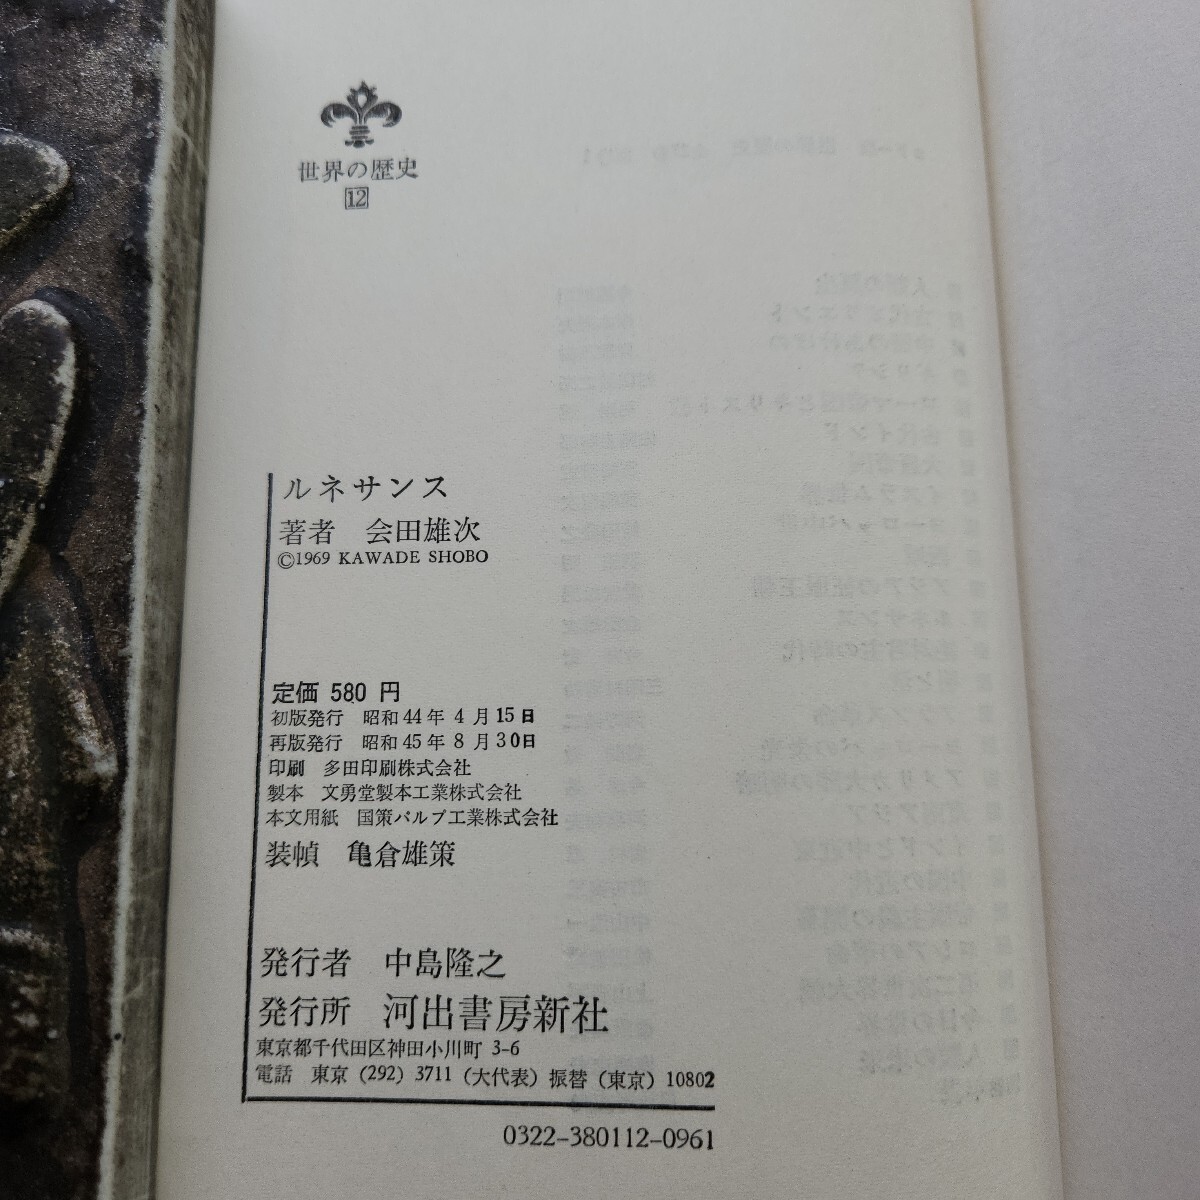 世界の歴史
12
ルネサンス
著者 会田雄次
©1969 KAWADE SHOBO
定価 580 円
初版発行 昭和44年 4 月 15 日
再版発行 昭和45年 8 月 30 日
印刷 多田印刷株式会社
製本 文勇堂製本工業株式会社
本文用紙 国策パルプ工業株式会社
装幀 亀倉雄策
発行者 中島隆之
発行所 河出書房新社
東京都千代田区神田小川町 3-6
電話 東京 (292) 3711 (大代表) 振替 (東京) 10802
0322-380112-0961